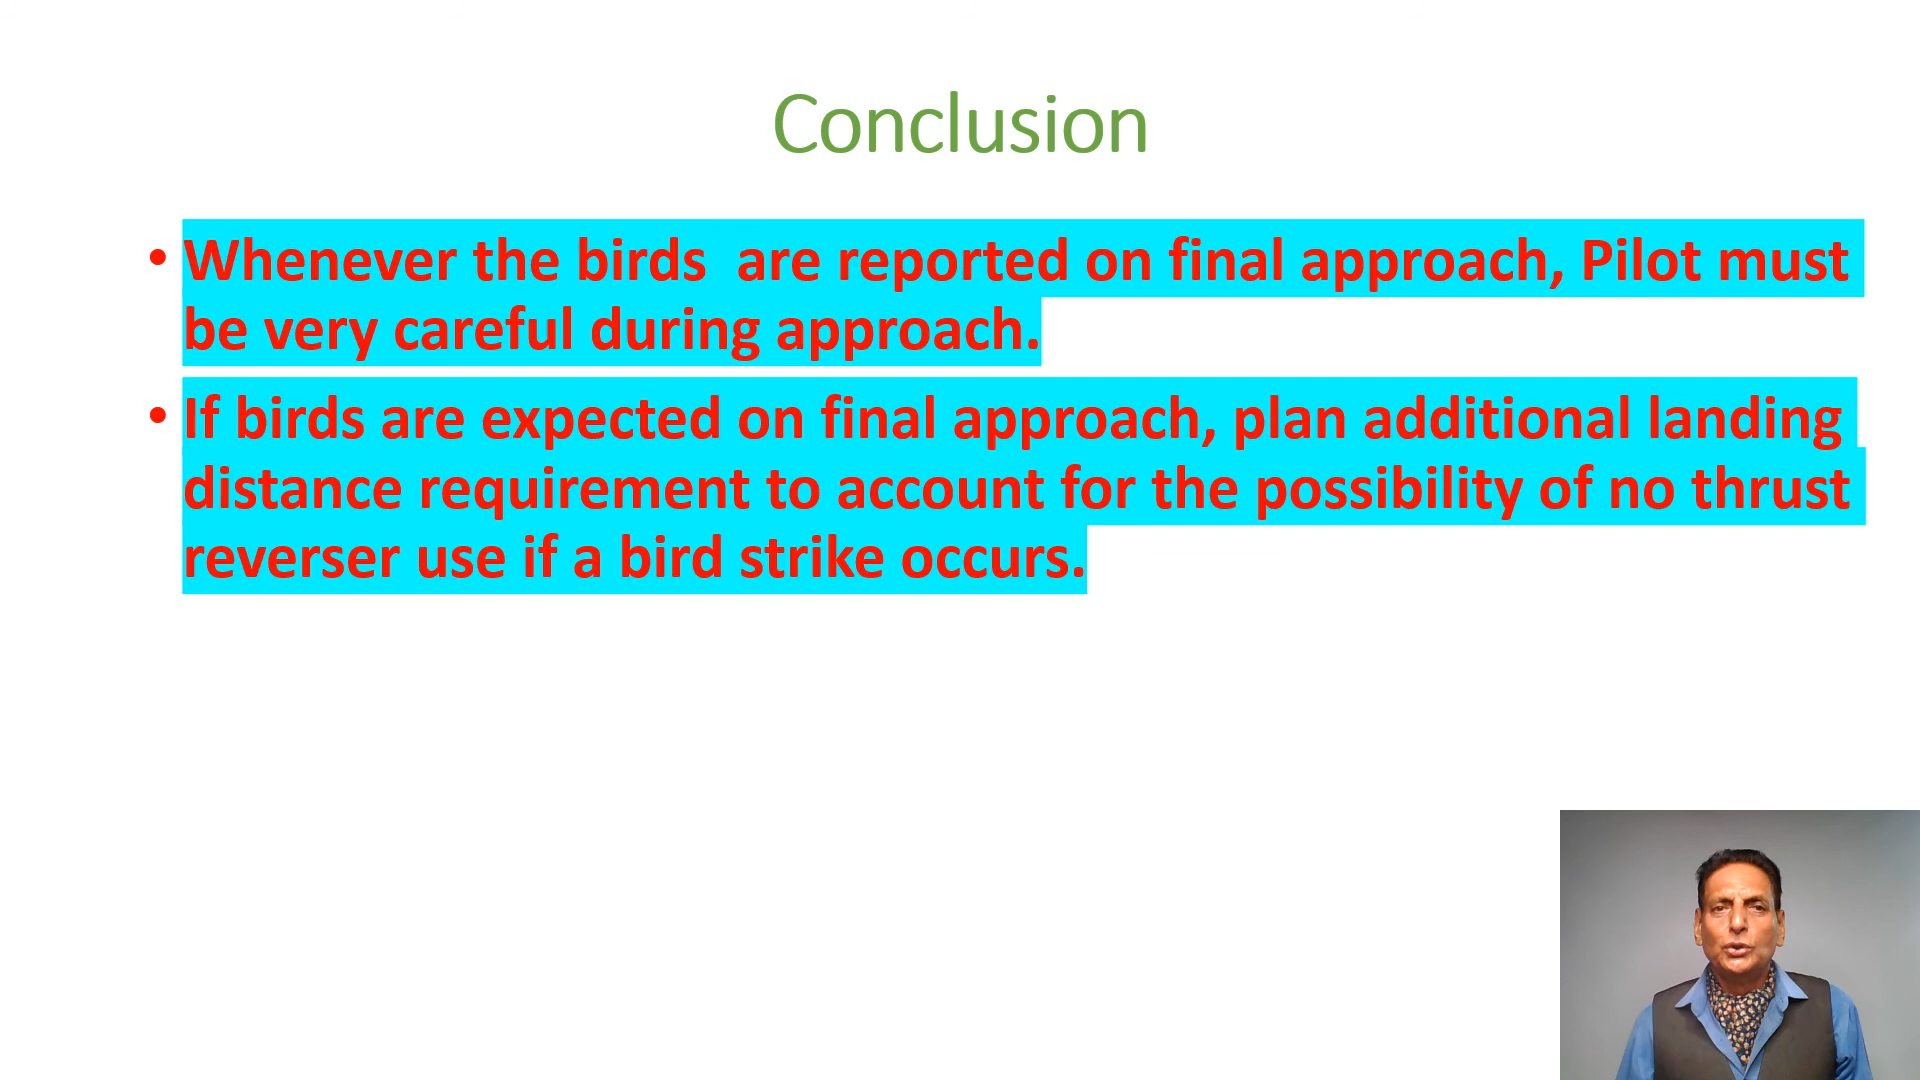 Conclusion
• Whenever the birds  are reported on final approach, Pilot must
be very careful during approach.
• If birds are expected on final approach, plan additional landing
distance requirement to account for the possibility of no thrust
reverser use if a bird strike occurs.